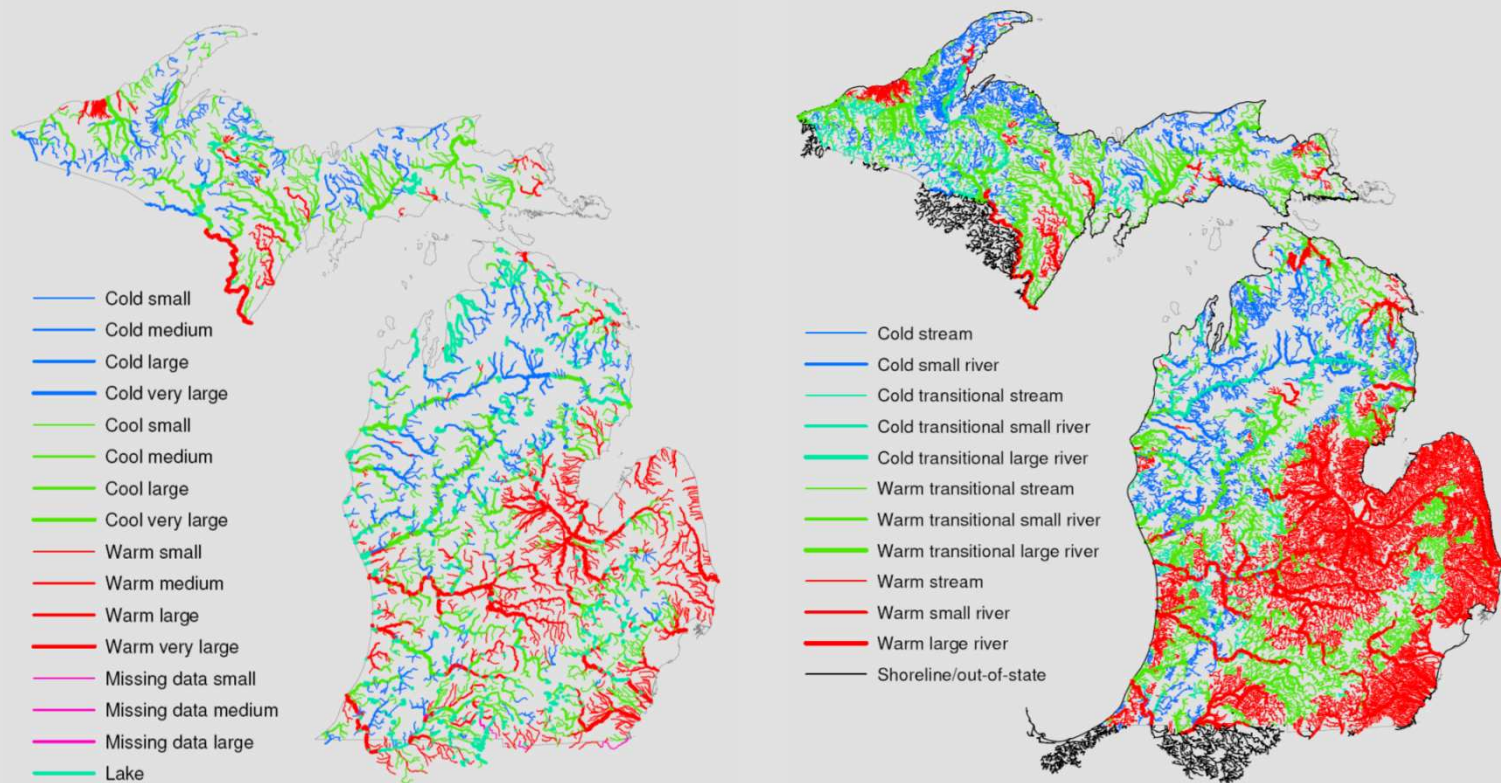 Cold small
Cold medium
Cold large
Cold very large
Cool small
Cool medium
Cool large
Cool very large
Warm small
Warm medium
Warm large
Warm very large
Missing data small
Missing data medium
Missing data large
Lake
Cold stream
Cold small river
Cold transitional stream
Cold transitional small river
Cold transitional large river
Warm transitional stream
Warm transitional small river
Warm transitional large river
Warm stream
Warm small river
Warm large river
Shoreline/out-of-state